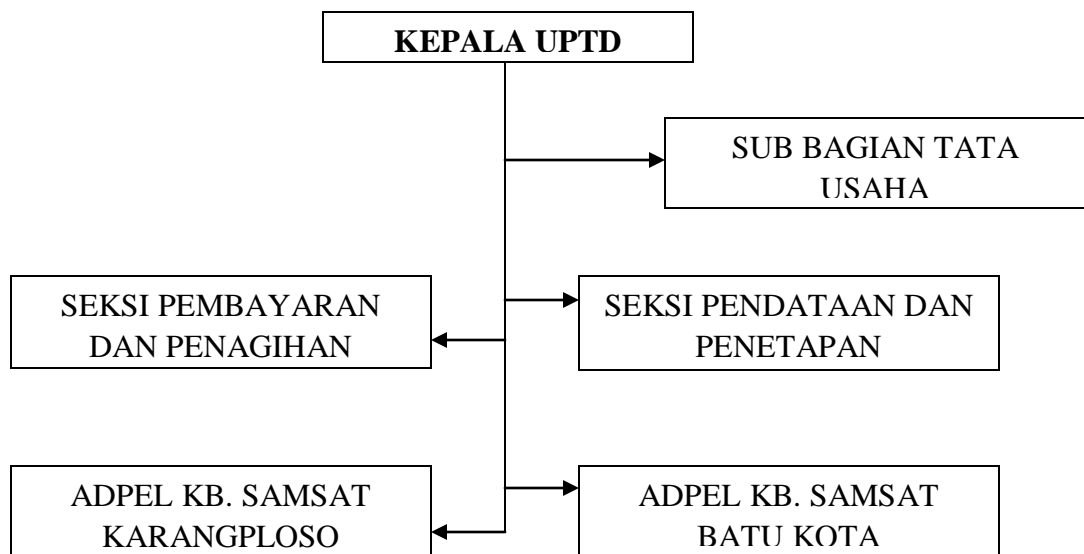 KEPALA UPTD
SUB BAGIAN TATA
USAHA
SEKSI PEMBAYARAN
DAN PENAGIHAN
SEKSI PENDATAAN DAN
PENETAPAN
ADPEL KB. SAMSAT
KARANGPLOSO
ADPEL KB. SAMSAT
BATU KOTA